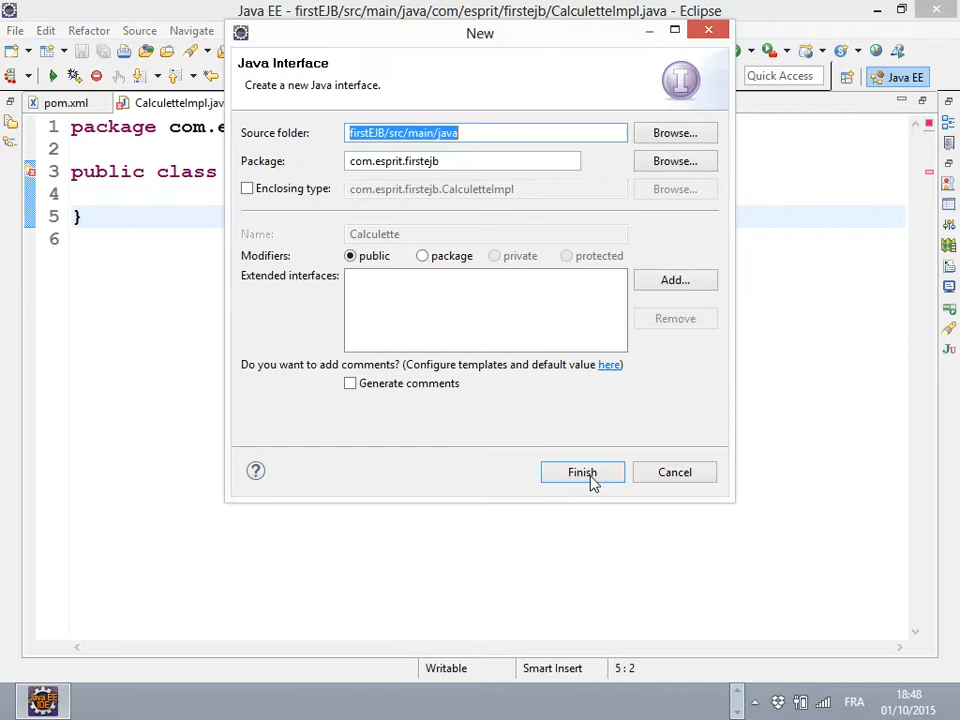 Java EE - firstEJB/src/main/java/com/esprit/firstejb/CalculetteImpl.java - Eclipse
File Edit Refactor Source Navigate
New
Java Interface
Create a new Java interface.
Quick Access
Java EE
pom.xml
CalculetteImpl.jav
Source folder: firstEJB/src/main/java Browse...
Package: com.esprit.firstejb Browse...
Enclosing type: com.esprit.firstejb.CalculetteImpl Browse...
Name: Calculette
Modifiers: public package private protected
Extended interfaces: Add...
Remove
Do you want to add comments? (Configure templates and default value here)
Generate comments
? Finish Cancel
1 package com.e
2
3 public class
4
5 }
6
Writable Smart Insert 5 : 2
Java EE
IDE
FRA
18:48
01/10/2015